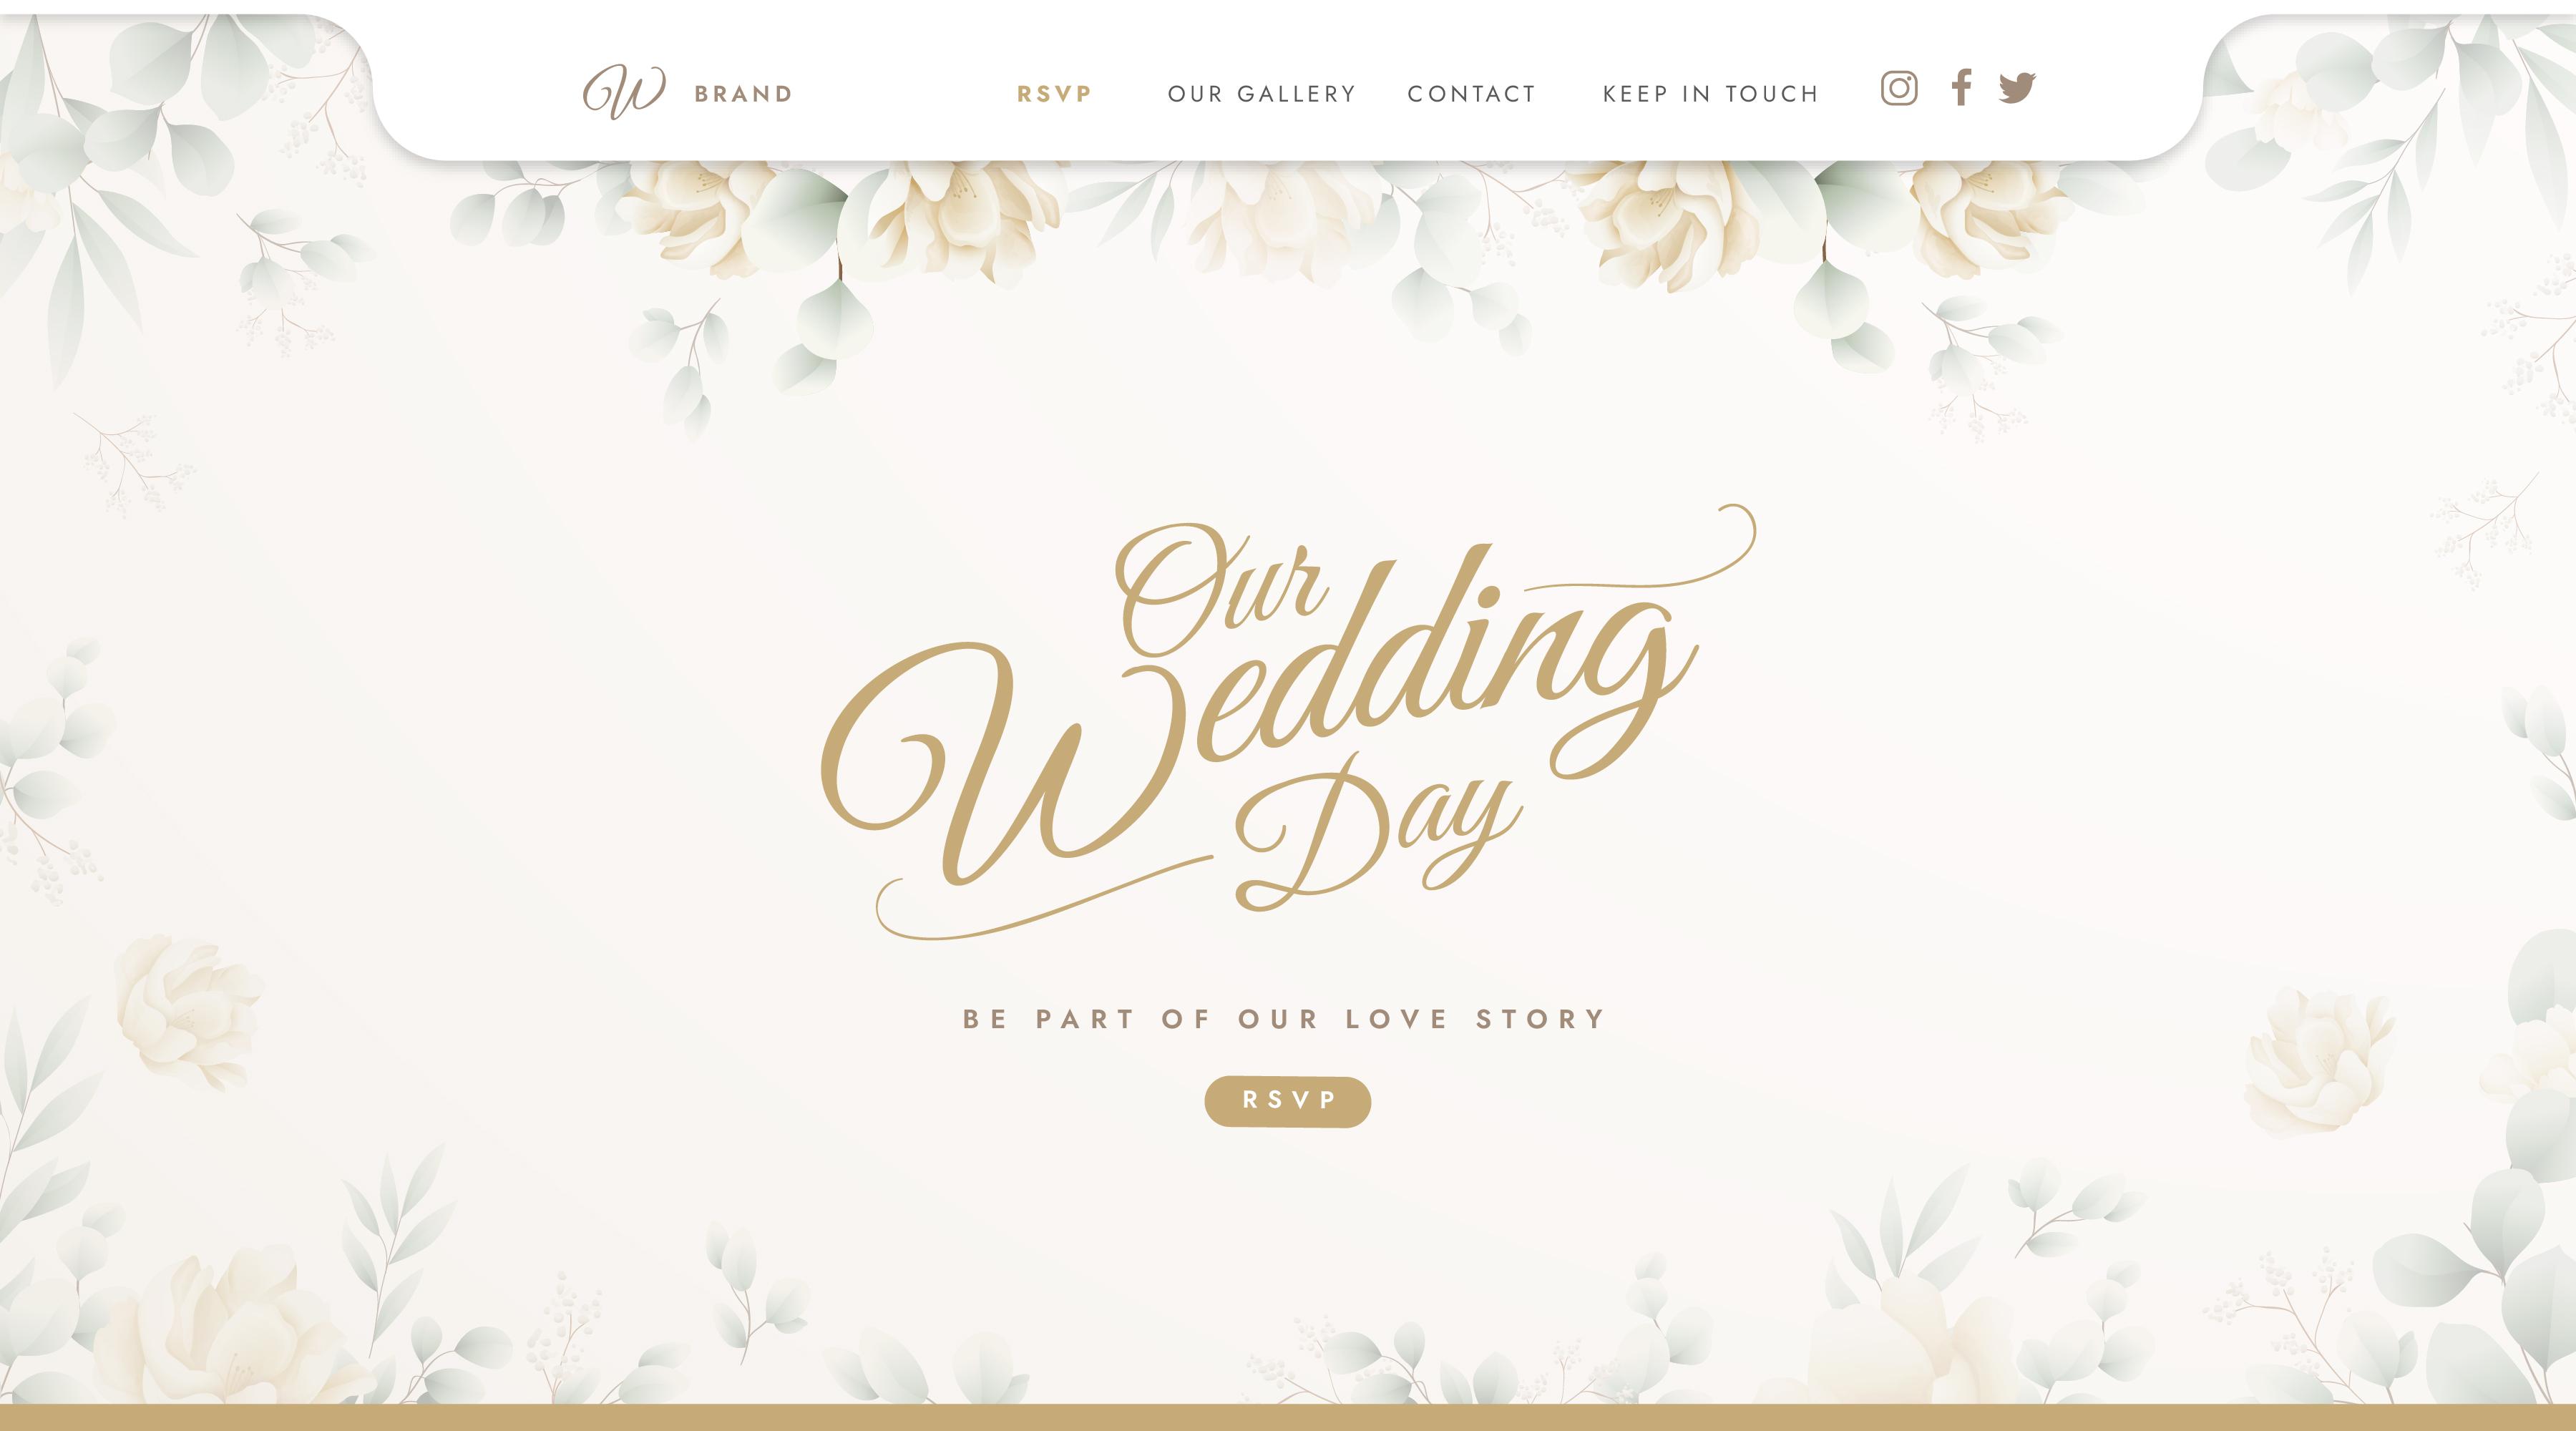 W BRAND RSVP OUR GALLERY CONTACT KEEP IN TOUCH
Our
Wedding
Day
BE PART OF OUR LOVE STORY
RSVP